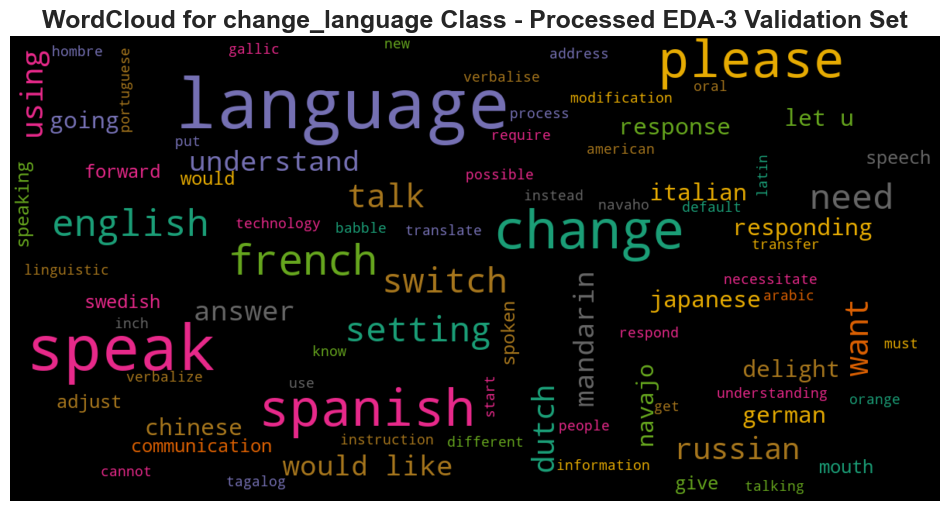 WordCloud for change_language Class - Processed EDA-3 Validation Set
hombre
gallic
new
address
using
portuguese
please
verbalise
oral
language
modification
going
process
response
let u
put
require
understand
american
speech
forward
would
possible
latin
speaking
talk
instead
italian
need
navaho
default
english
technology
babble
translate
change
responding
transfer
french
linguistic
switch
necessitate
swedish
answer
mandarin
japanese
arabic
inch
setting
spoken
respond
want
must
speak
know
verbalize
use
delight
understanding
adjust
spanish
start
dutch
navajo
get
german
orange
chinese
people
communication
instruction
different
russian
cannot
would like
information
mouth
tagalog
give
talking